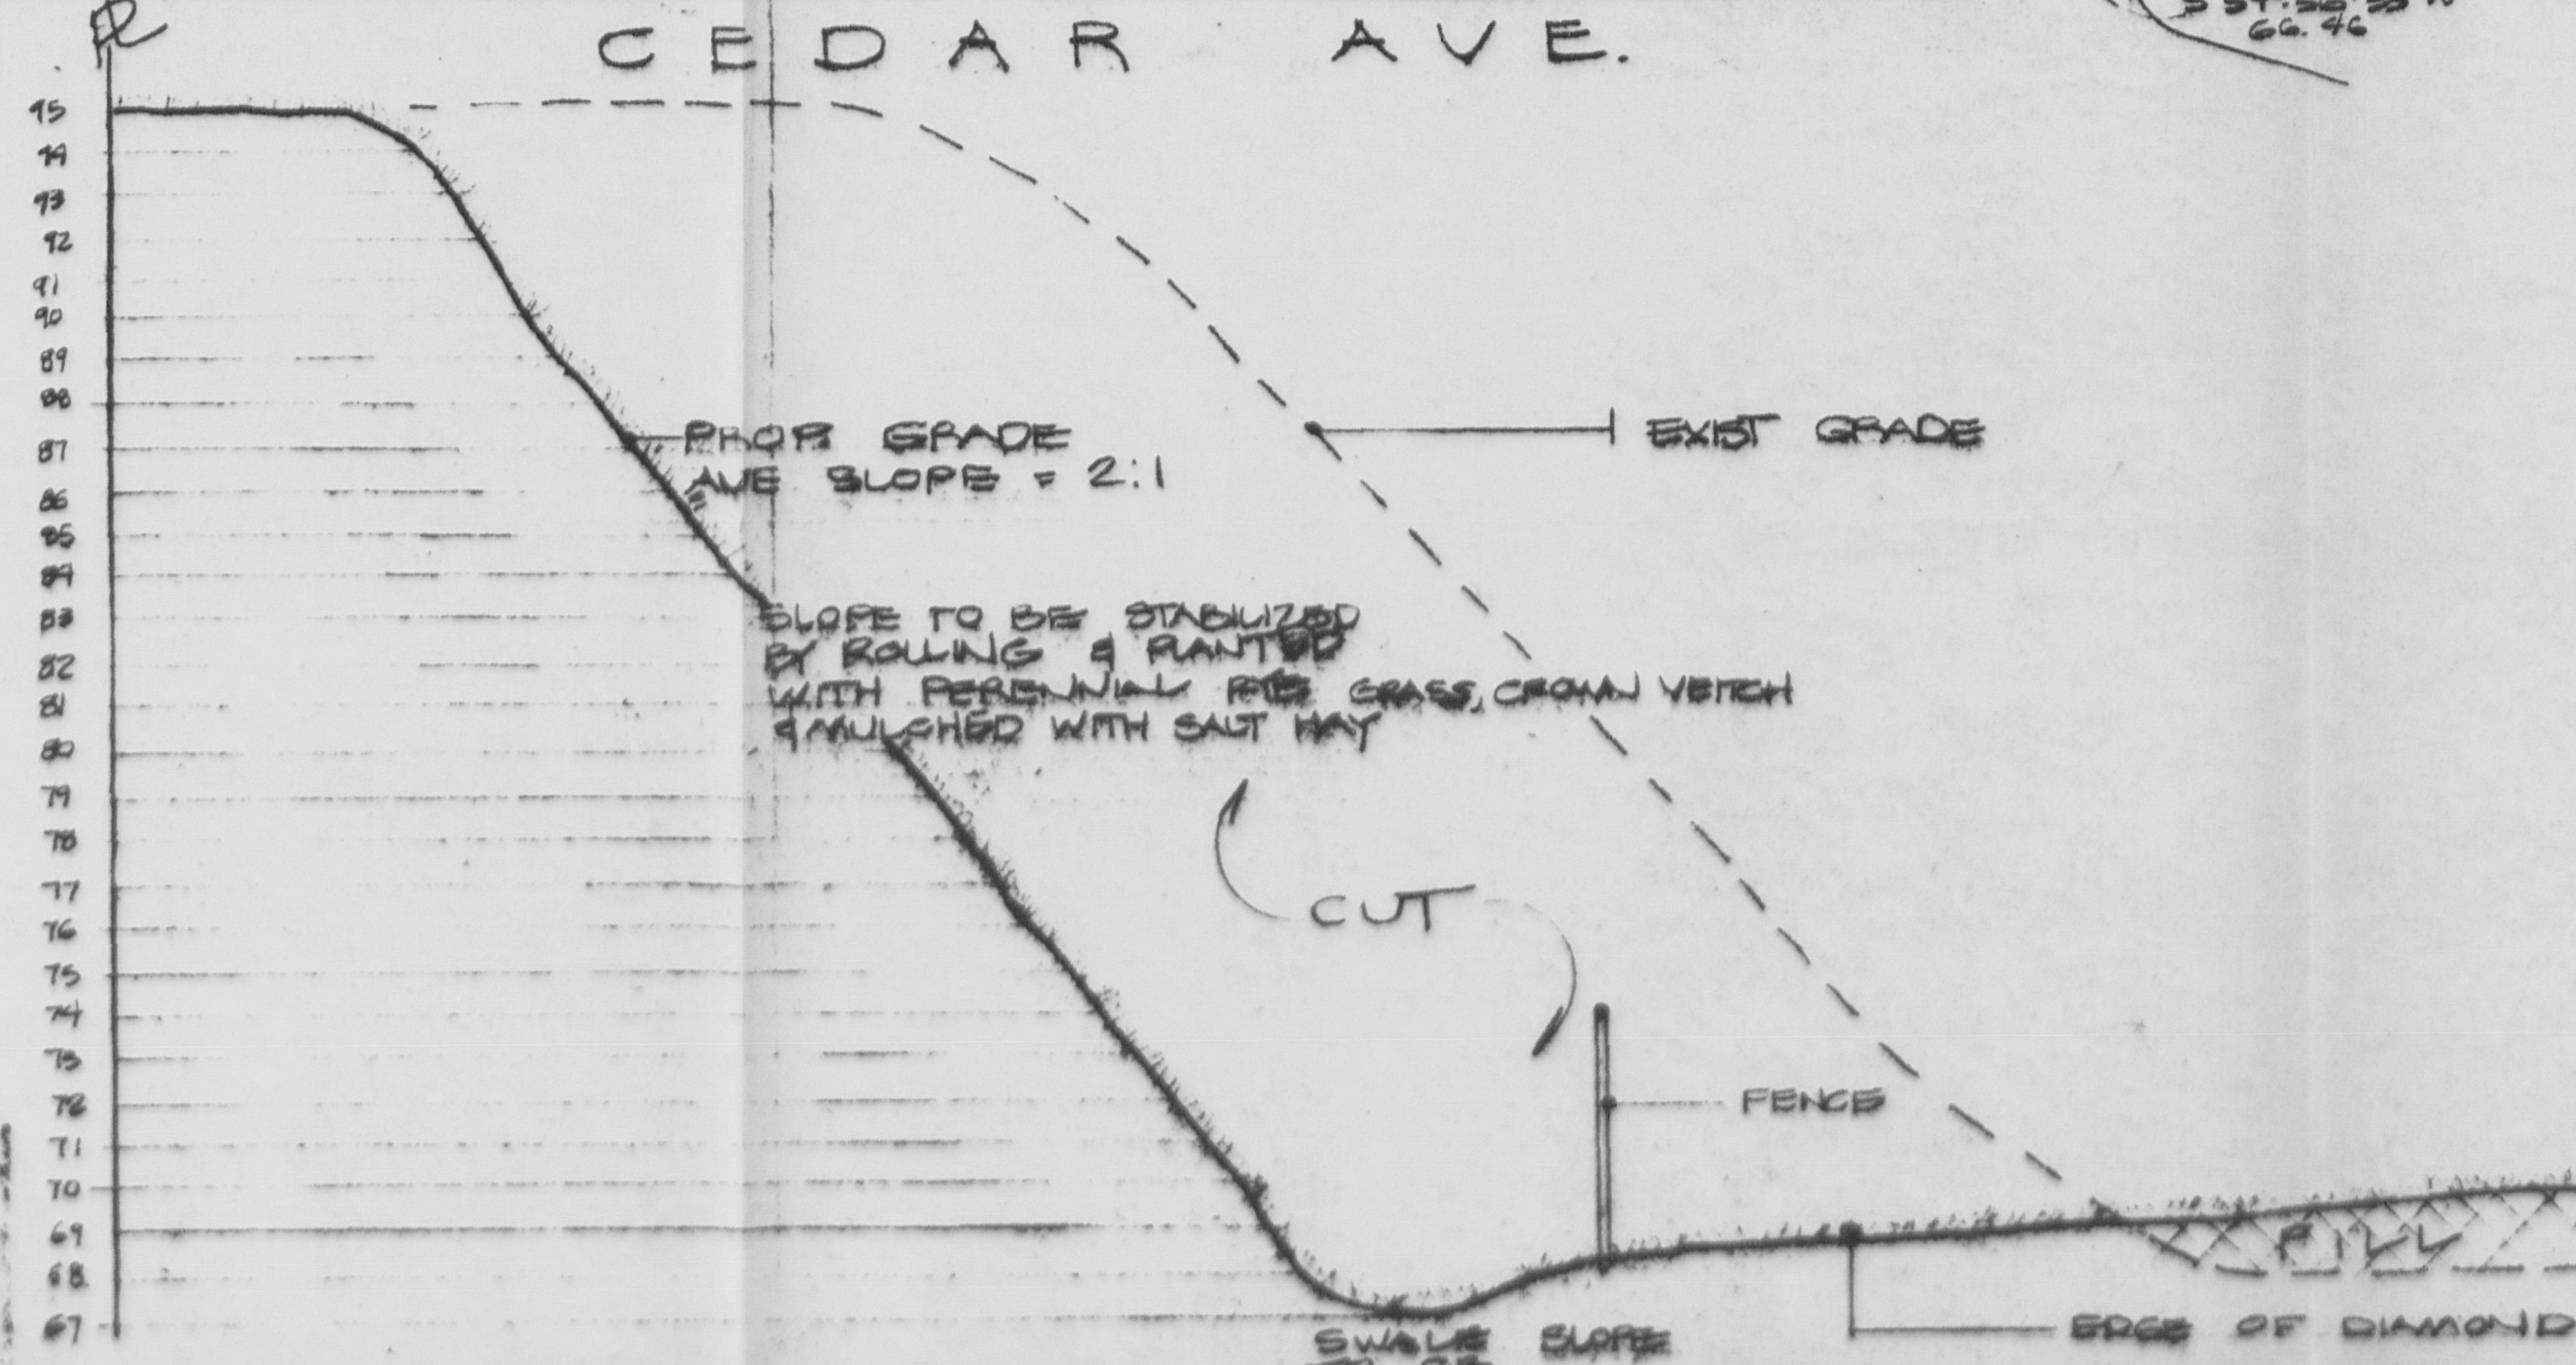 CEDAR AVE.
66.46
95
94
93
92
91
90
89
88
87
86
85
84
83
82
81
80
79
78
77
76
75
74
73
72
71
70
69
68
67
PROP. GRADE
AVE SLOPE = 2:1
EXIST GRADE
SLOPE TO BE STABILIZED
BY ROLLING & PLANTED
WITH PERENNIAL RYE GRASS, CROWN VETCH
& MULCHED WITH SALT HAY
CUT
FENCE
FILL
EDGE OF DIAMOND
SWALE SLOPE